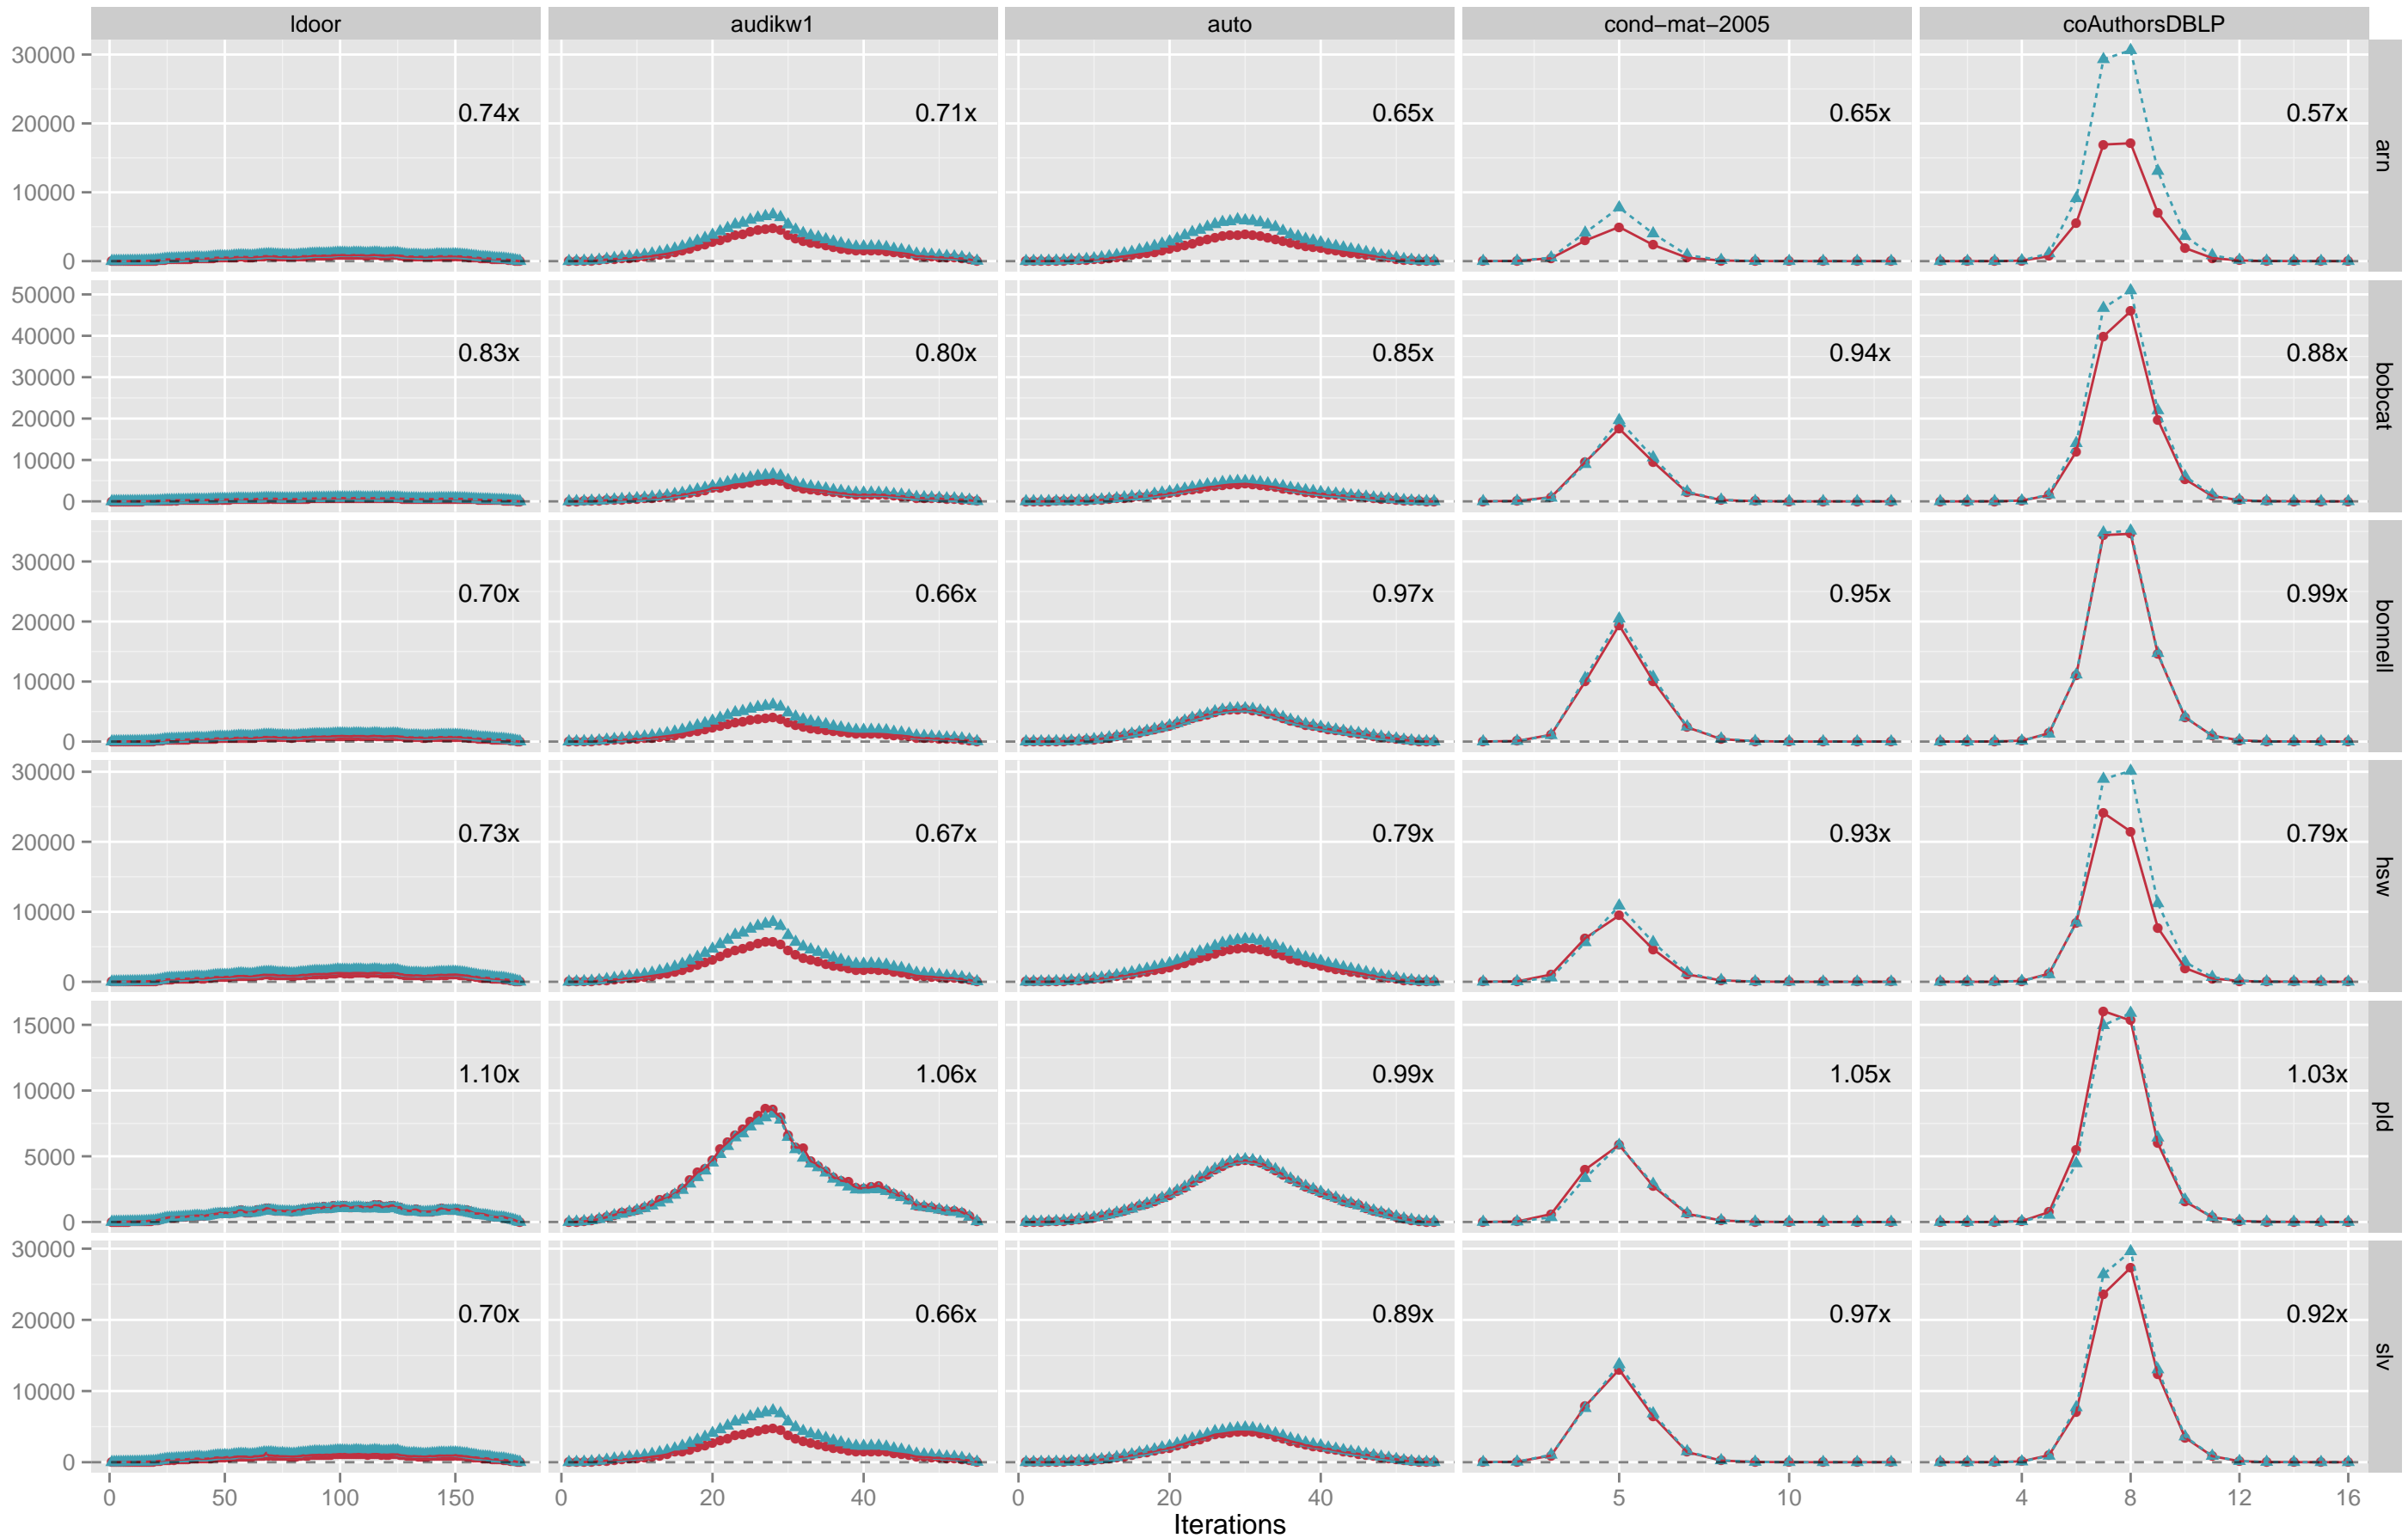 ldoor audikw1 auto cond−mat−2005 coAuthorsDBLP
30000
20000
10000
0
0.74x 0.71x 0.65x 0.65x 0.57x
arn
50000
40000
30000
20000
10000
0
0.83x 0.80x 0.85x 0.94x 0.88x
bobcat
30000
20000
10000
0
0.70x 0.66x 0.97x 0.95x 0.99x
bonnell
30000
20000
10000
0
0.73x 0.67x 0.79x 0.93x 0.79x
hsw
15000
10000
5000
0
1.10x 1.06x 0.99x 1.05x 1.03x
pld
30000
20000
10000
0
0.70x 0.66x 0.89x 0.97x 0.92x
slv
0 50 100 150 0 20 40 0 20 40 5 10 4 8 12 16
Iterations